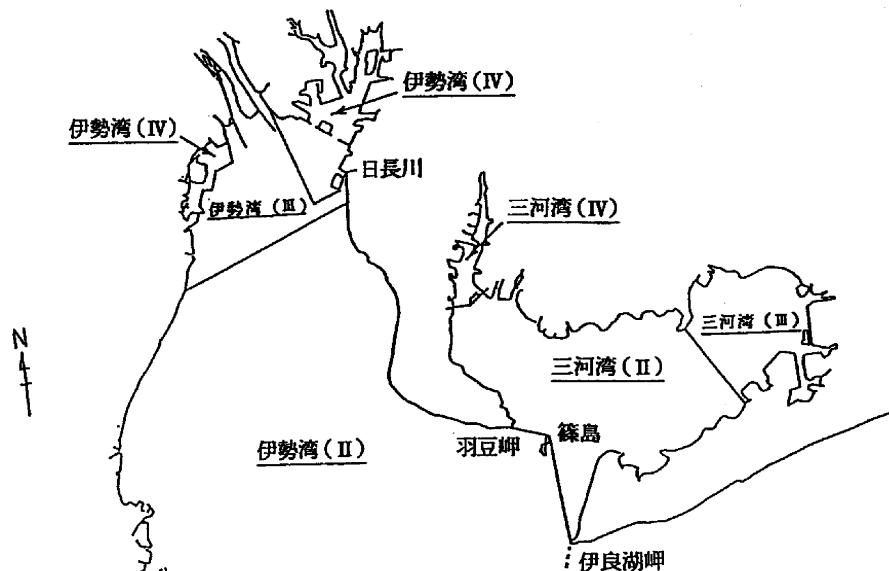 伊勢湾(Ⅳ)
伊勢湾(Ⅳ)
日長川
伊勢湾(Ⅲ)
三河湾(Ⅳ)
三河湾(Ⅲ)
N
三河湾(Ⅱ)
伊勢湾(Ⅱ)
羽豆岬
篠島
伊良湖岬